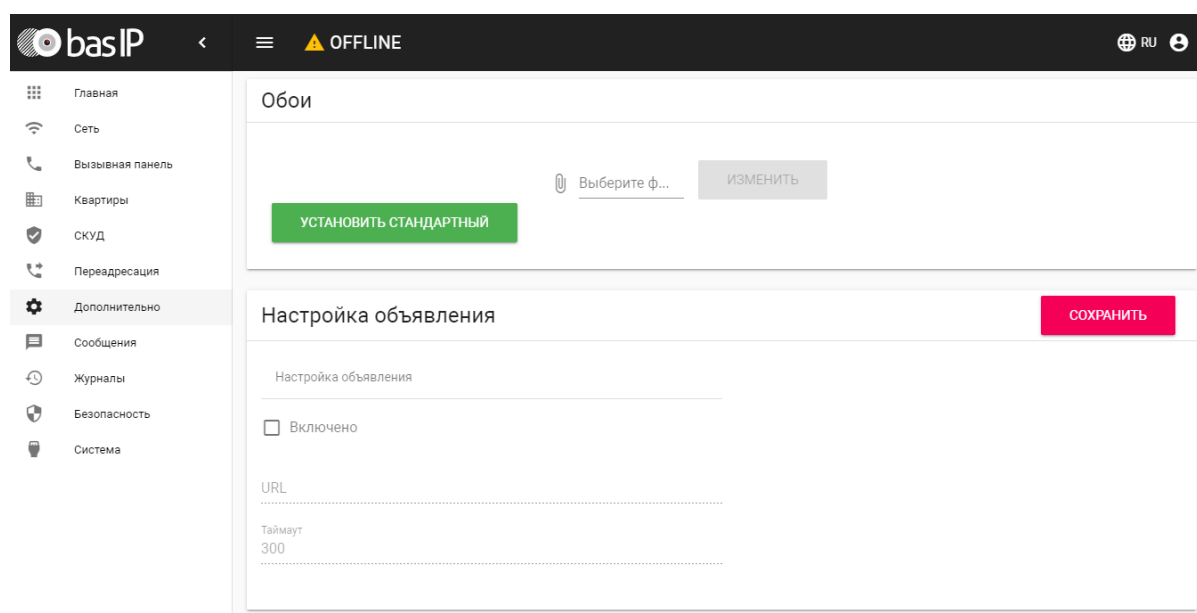 basIP
OFFLINE
RU
Главная
Сеть
Вызывная панель
Квартиры
СКУД
Переадресация
Дополнительно
Сообщения
Журналы
Безопасность
Система
Обои
Выберите ф...
ИЗМЕНИТЬ
УСТАНОВИТЬ СТАНДАРТНЫЙ
Настройка объявления
СОХРАНИТЬ
Настройка объявления
Включено
URL
Таймаут
300